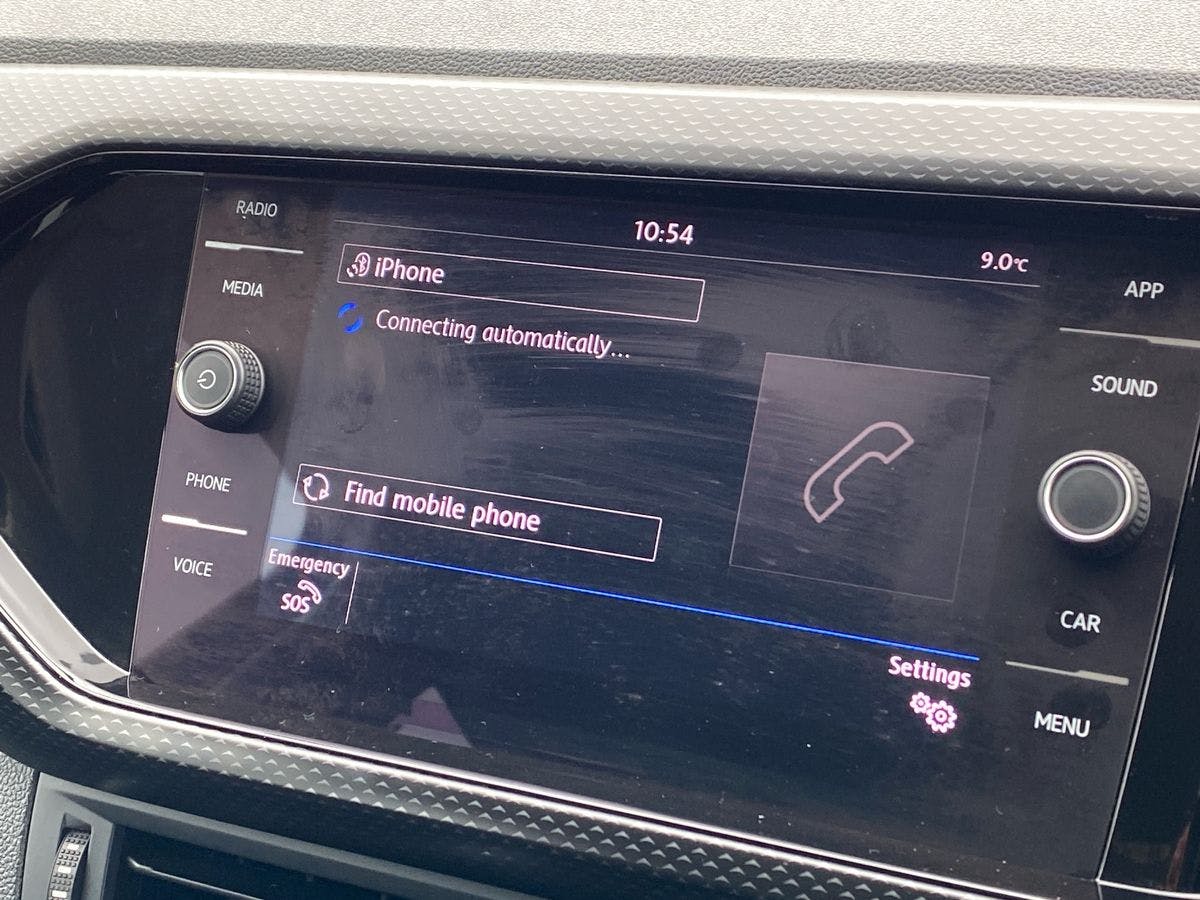 RADIO
MEDIA
PHONE
VOICE
10:54
9.0°C
iPhone
Connecting automatically...
Find mobile phone
Emergency
SOS
Settings
APP
SOUND
CAR
MENU